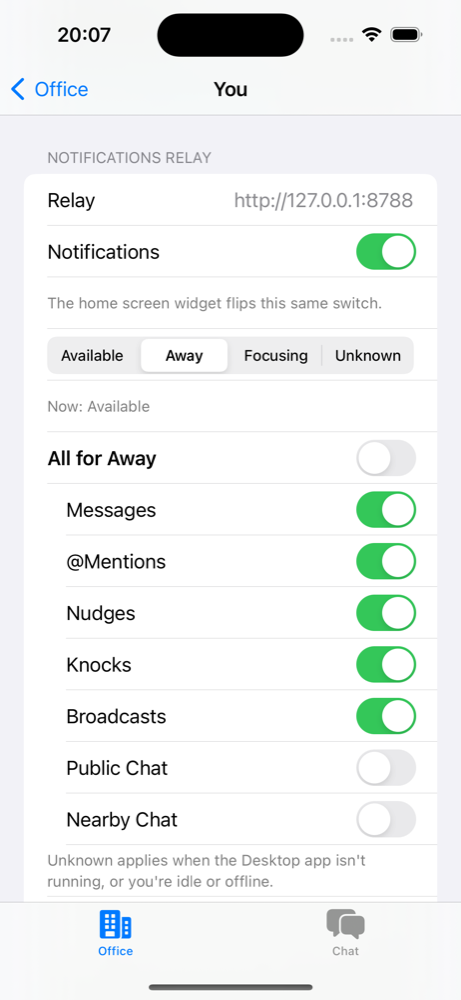 20:07
Office
You
NOTIFICATIONS RELAY
Relay
http://127.0.0.1:8788
Notifications
The home screen widget flips this same switch.
Available
Away
Focusing
Unknown
Now: Available
All for Away
Messages
@Mentions
Nudges
Knocks
Broadcasts
Public Chat
Nearby Chat
Unknown applies when the Desktop app isn't
running, or you're idle or offline.
Office
Chat